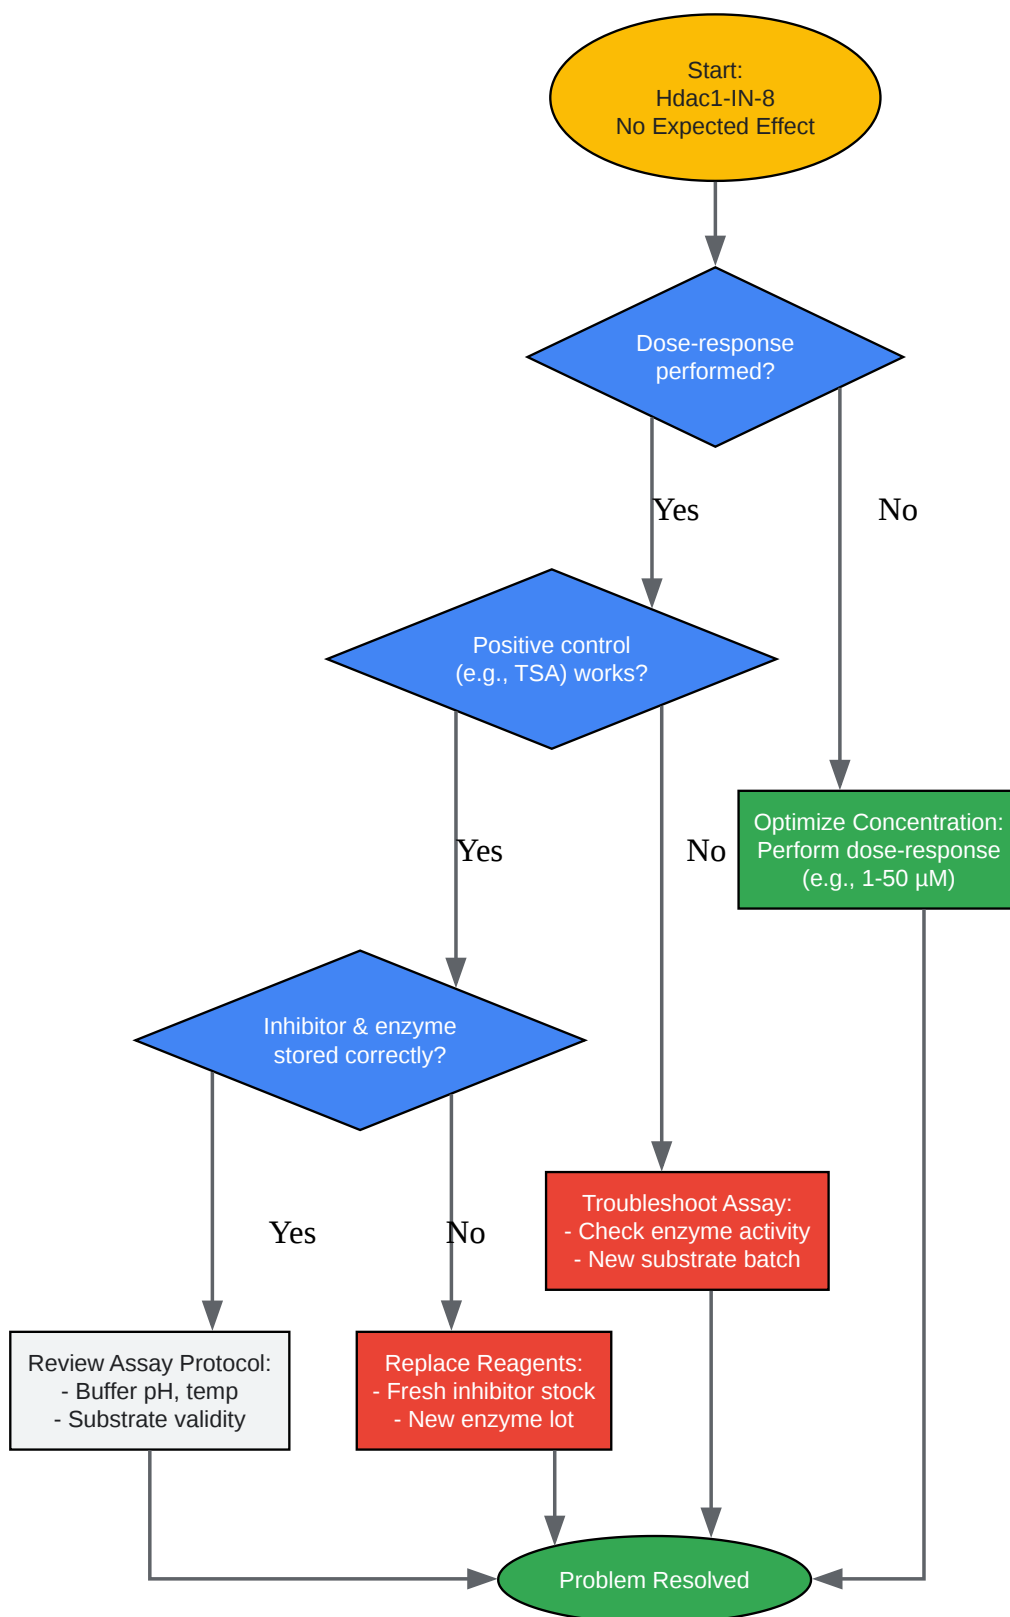 Start:
Hdac1-IN-8
No Expected Effect
Dose-response
performed?
Yes
No
Positive control
(e.g., TSA) works?
Yes
No
Optimize Concentration:
Perform dose-response
(e.g., 1-50 µM)
Inhibitor & enzyme
stored correctly?
Yes
No
Troubleshoot Assay:
- Check enzyme activity
- New substrate batch
Review Assay Protocol:
- Buffer pH, temp
- Substrate validity
Replace Reagents:
- Fresh inhibitor stock
- New enzyme lot
Problem Resolved